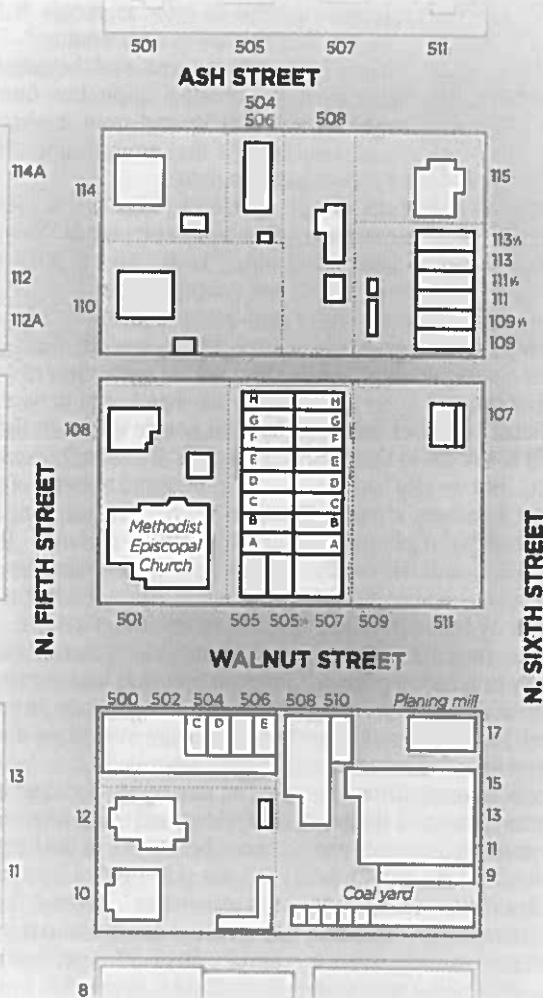 501 505 507 511
ASH STREET
504
506 508
114A 114 115
113½
113
112 111½
110 111
112A 109½
109
108 H H 107
G G
F F
E E
D D
C C
B B
A A
Methodist
Episcopal
Church
N. FIFTH STREET
N. SIXTH STREET
501 505 505½ 507 509 511
WALNUT STREET
500 502 504 506 508 510 Planing mill
C D E 17
13 15
12 13
11 11
9
10 Coal yard
8